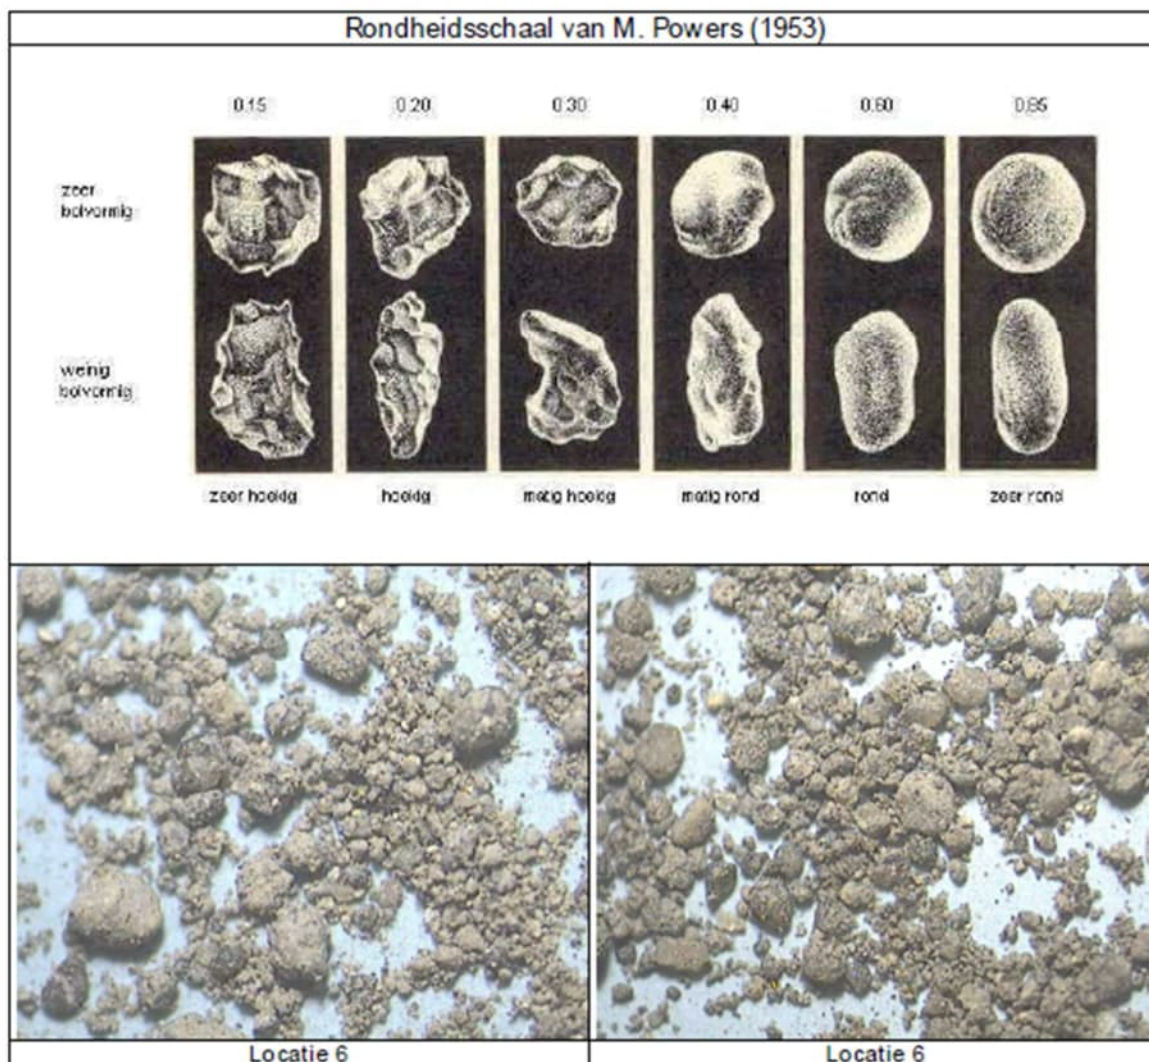 Rondheidsschaal van M. Powers (1953)
0.15 0.20 0.30 0.40 0.60 0.85
zeer
bolvormig
weinig
bolvormig
zeer hoekig hoekig matig hoekig matig rond rond zeer rond
Locatie 6 Locatie 6